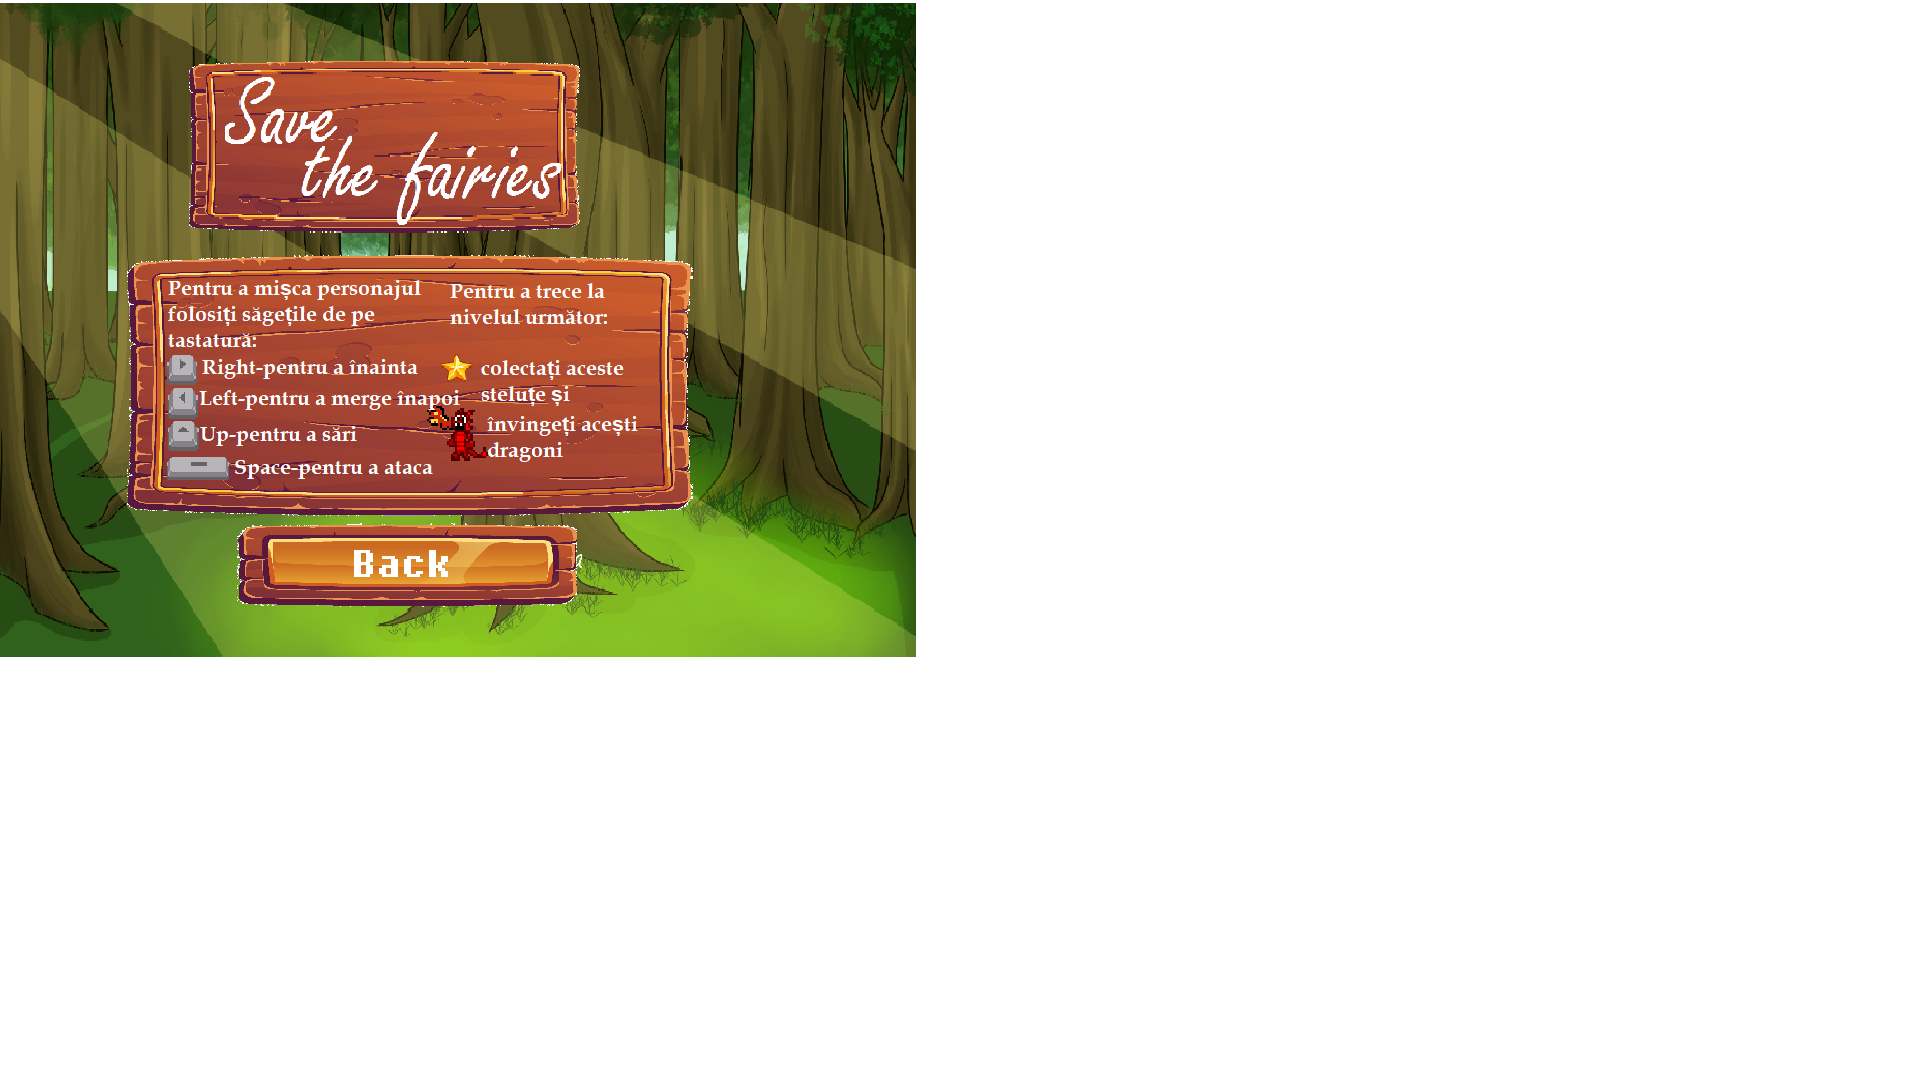 Save
the fairies
Pentru a mișca personajul
folosiți săgețile de pe
tastatură:
Right-pentru a înainta
Left-pentru a merge înapoi
Up-pentru a sări
Space-pentru a ataca
Pentru a trece la
nivelul următor:
colectați aceste
steluțe și
învingeți acești
dragoni
Back